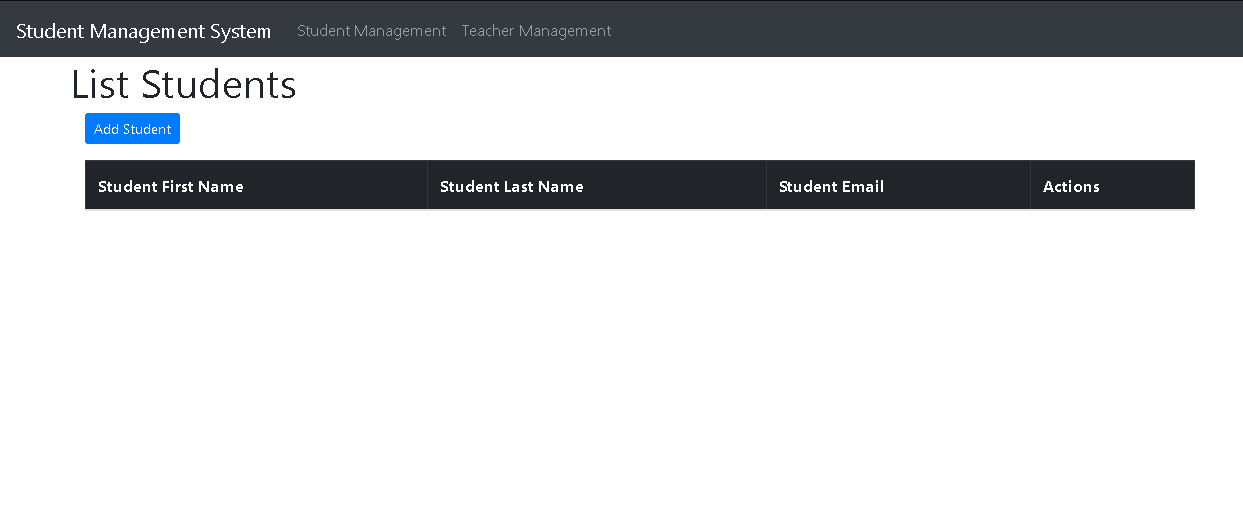 Student Management System Student Management Teacher Management
List Students
Add Student
Student First Name Student Last Name Student Email Actions